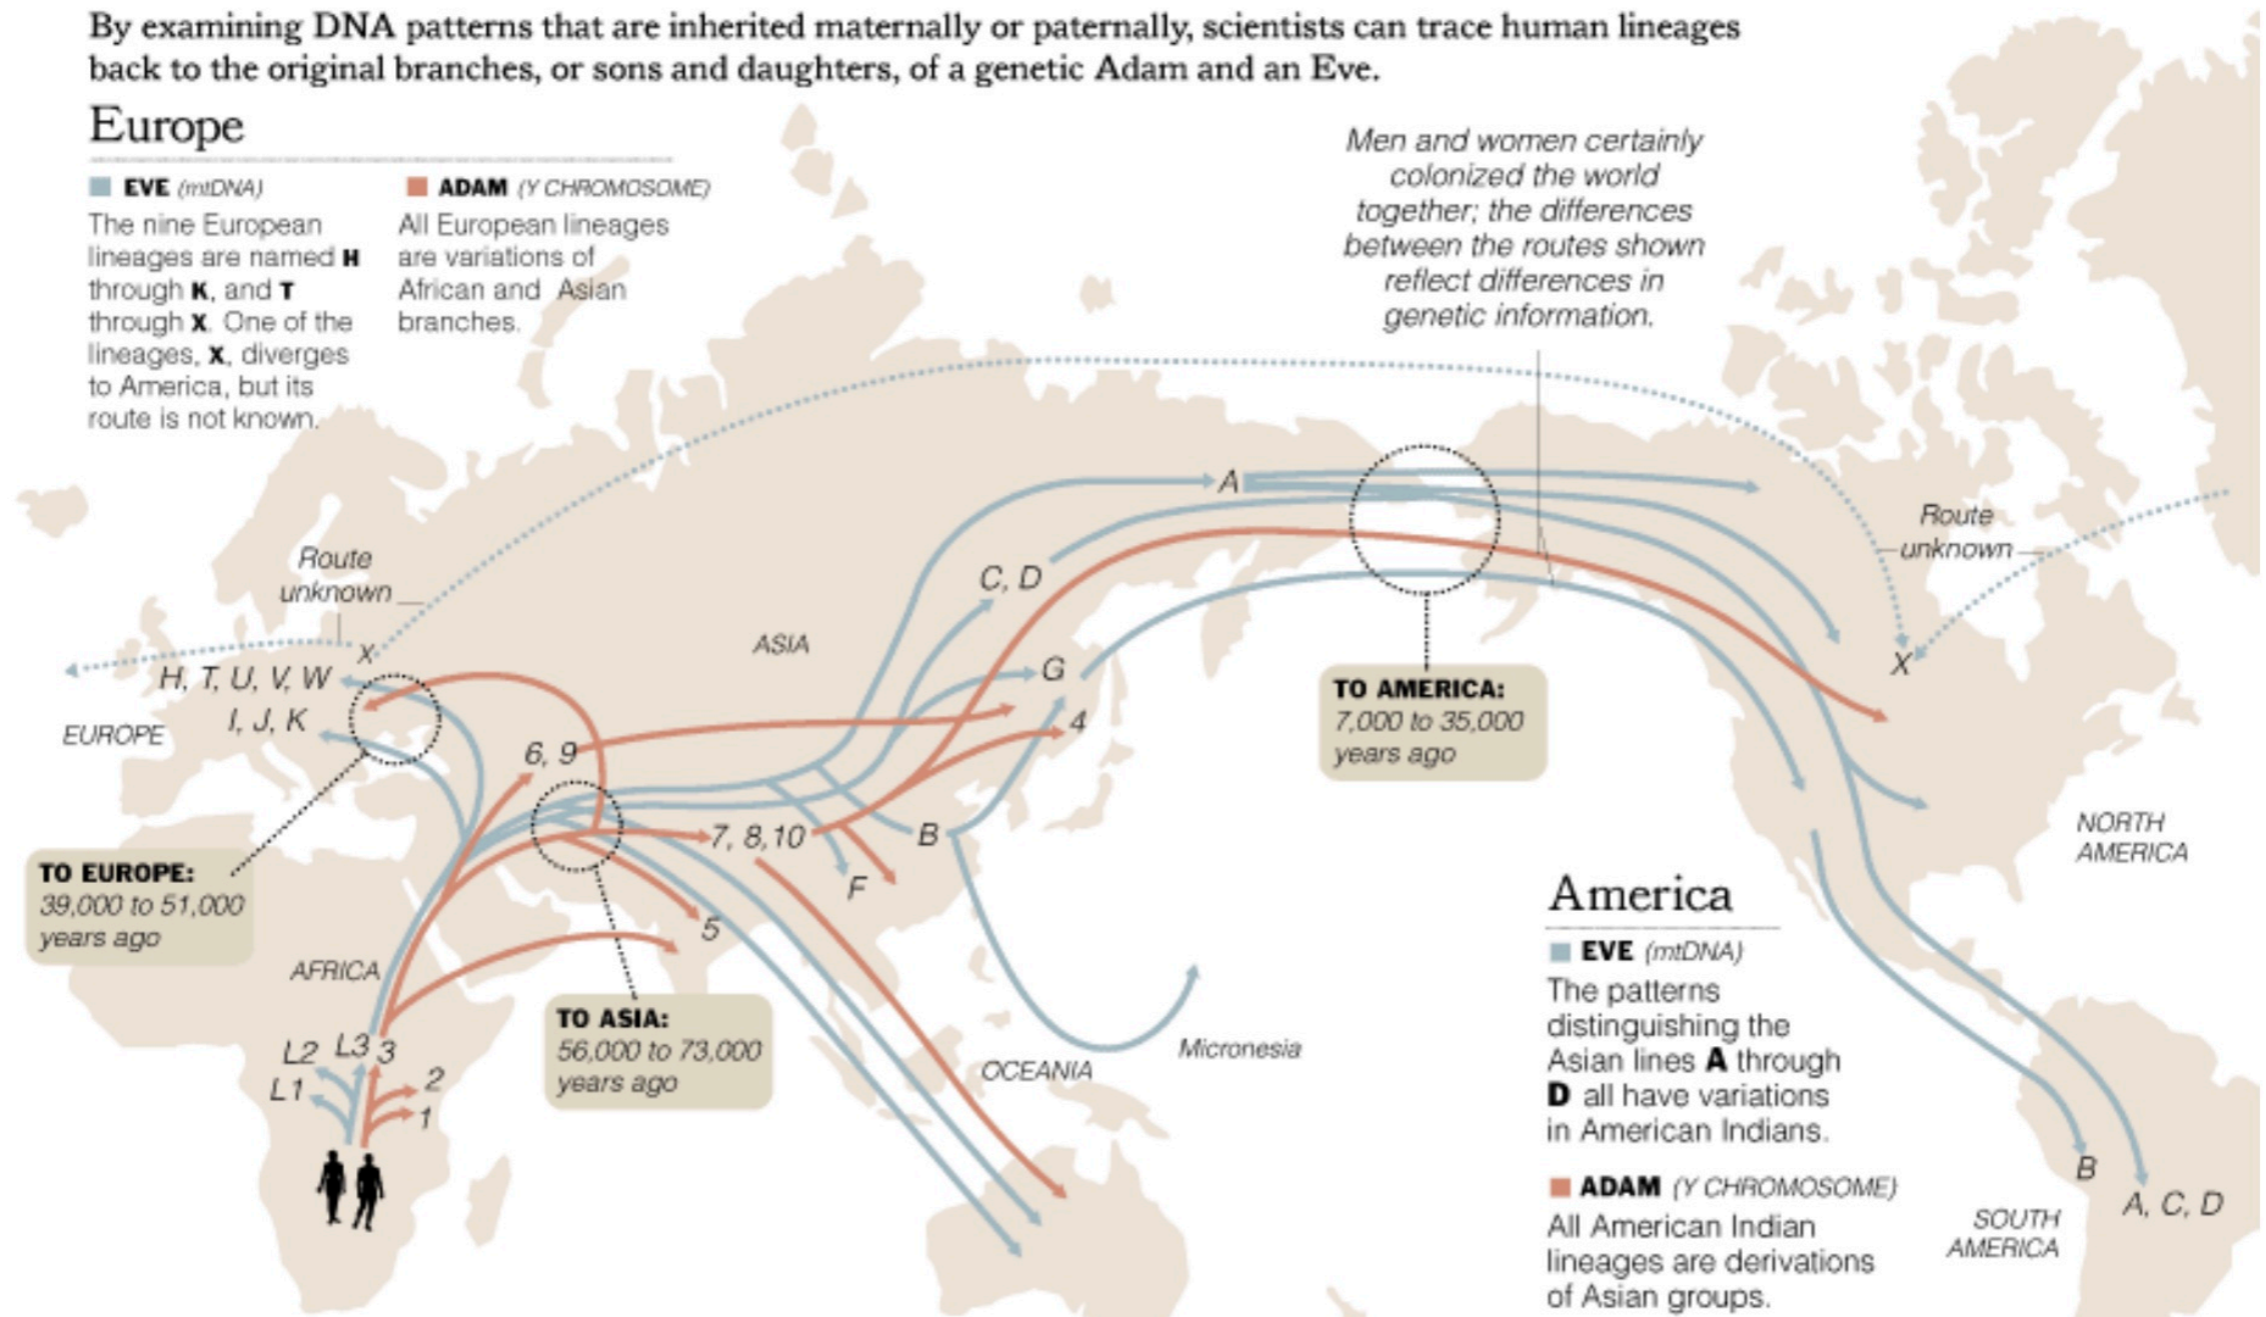 By examining DNA patterns that are inherited maternally or paternally, scientists can trace human lineages
back to the original branches, or sons and daughters, of a genetic Adam and an Eve.
Europe
EVE (mtDNA)
The nine European
lineages are named H
through K, and T
through X. One of the
lineages, X, diverges
to America, but its
route is not known.
ADAM (Y CHROMOSOME)
All European lineages
are variations of
African and Asian
branches.
Men and women certainly
colonized the world
together; the differences
between the routes shown
reflect differences in
genetic information.
Route
unknown
X
H, T, U, V, W
I, J, K
EUROPE
ASIA
A
C, D
G
4
6, 9
7, 8, 10
B
F
5
Route
unknown
X
TO AMERICA:
7,000 to 35,000
years ago
TO EUROPE:
39,000 to 51,000
years ago
TO ASIA:
56,000 to 73,000
years ago
AFRICA
L2
L3
3
L1
2
1
OCEANIA
Micronesia
NORTH
AMERICA
America
EVE (mtDNA)
The patterns
distinguishing the
Asian lines A through
D all have variations
in American Indians.
ADAM (Y CHROMOSOME)
All American Indian
lineages are derivations
of Asian groups.
B
A, C, D
SOUTH
AMERICA